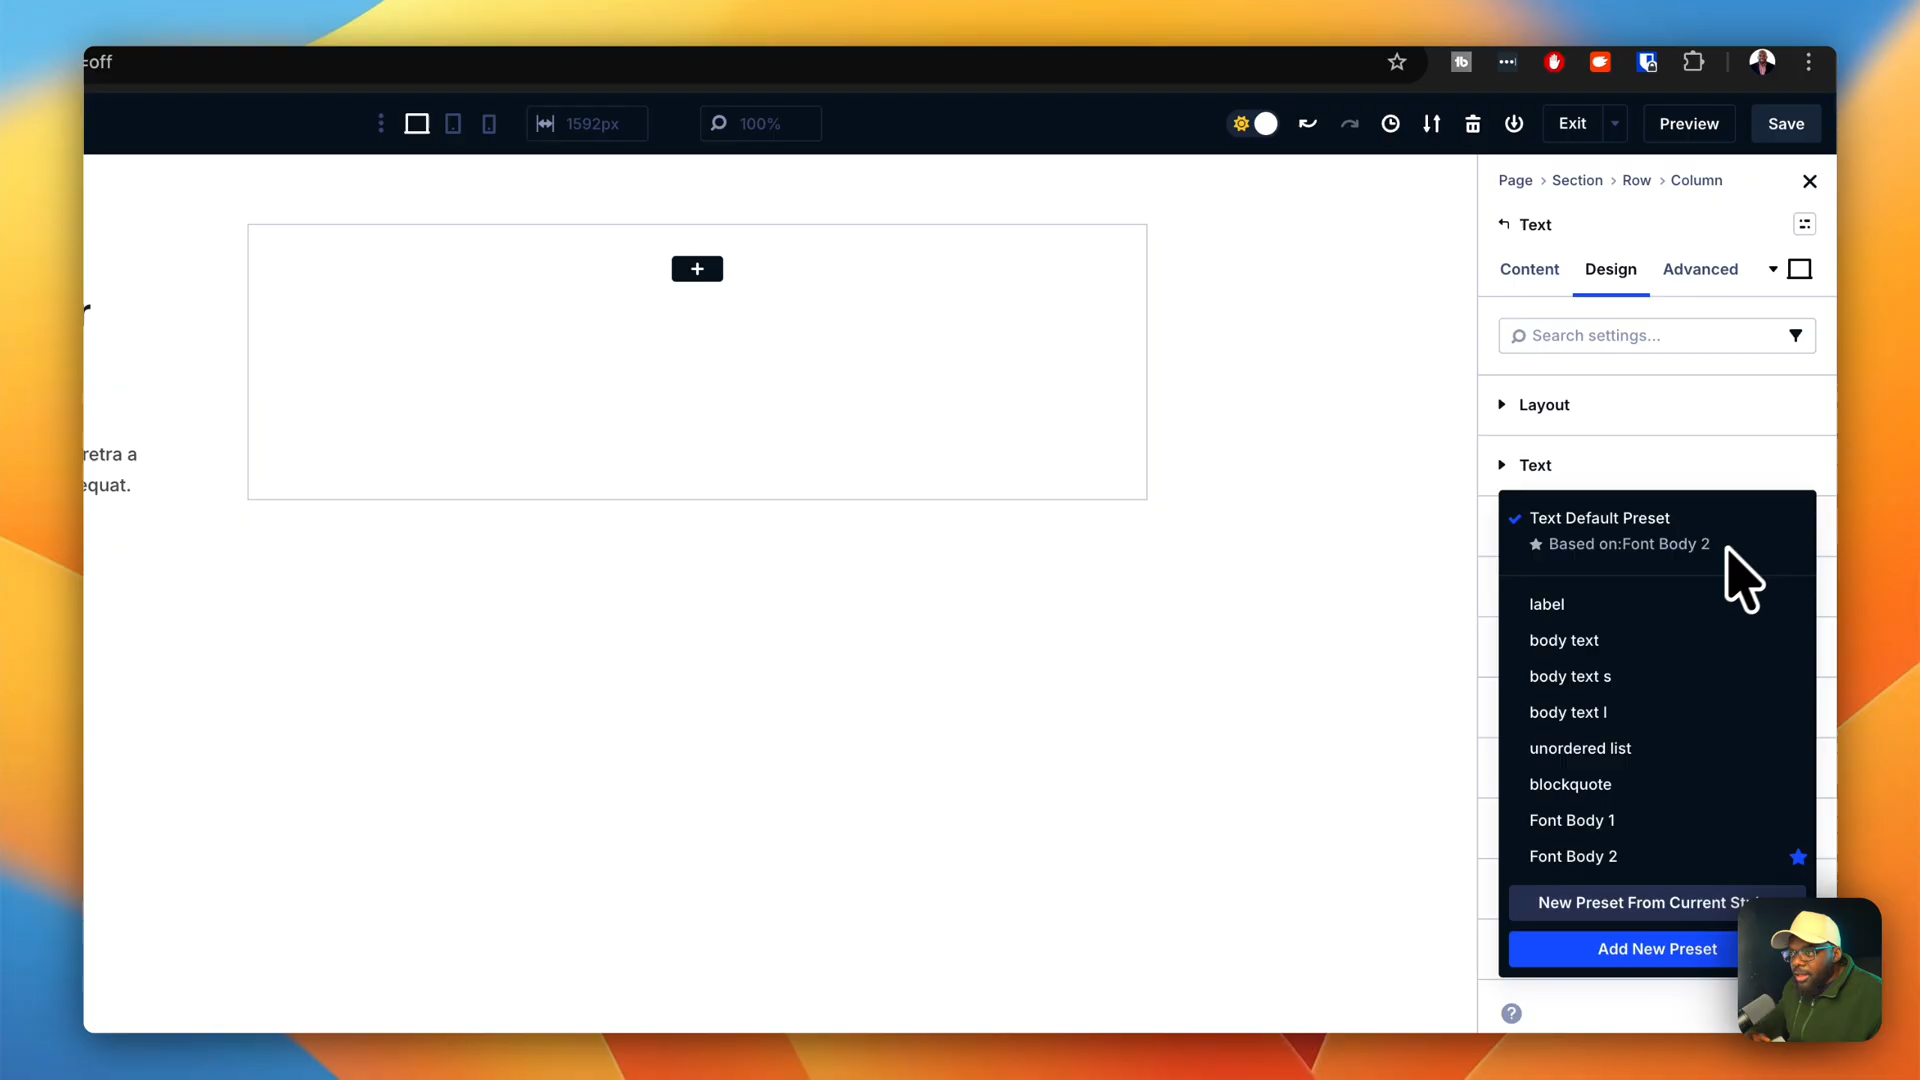 =off
1592px
100%
Exit
Preview
Save
Page > Section > Row > Column
Text
Content
Design
Advanced
Search settings...
Layout
Text
retra a
equat.
Text Default Preset
Based on:Font Body 2
label
body text
body text s
body text l
unordered list
blockquote
Font Body 1
Font Body 2
New Preset From Current
Add New Preset